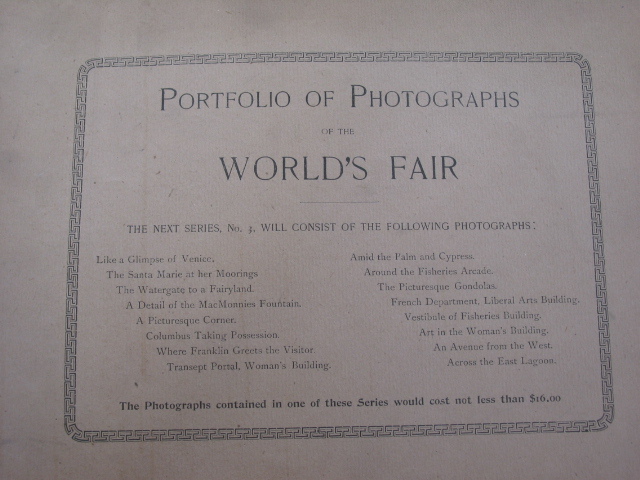 PORTFOLIO OF PHOTOGRAPHS
OF THE
WORLD'S FAIR
THE NEXT SERIES, No. 3, WILL CONSIST OF THE FOLLOWING PHOTOGRAPHS:
Like a Glimpse of Venice.
The Santa Marie at her Moorings
The Watergate to a Fairyland.
A Detail of the MacMonnies Fountain.
A Picturesque Corner.
Columbus Taking Possession.
Where Franklin Greets the Visitor.
Transept Portal, Woman's Building.
Amid the Palm and Cypress.
Around the Fisheries Arcade.
The Picturesque Gondolas.
French Department, Liberal Arts Building.
Vestibule of Fisheries Building.
Art in the Woman's Building.
An Avenue from the West.
Across the East Lagoon.
The Photographs contained in one of these Series would cost not less than $16.00